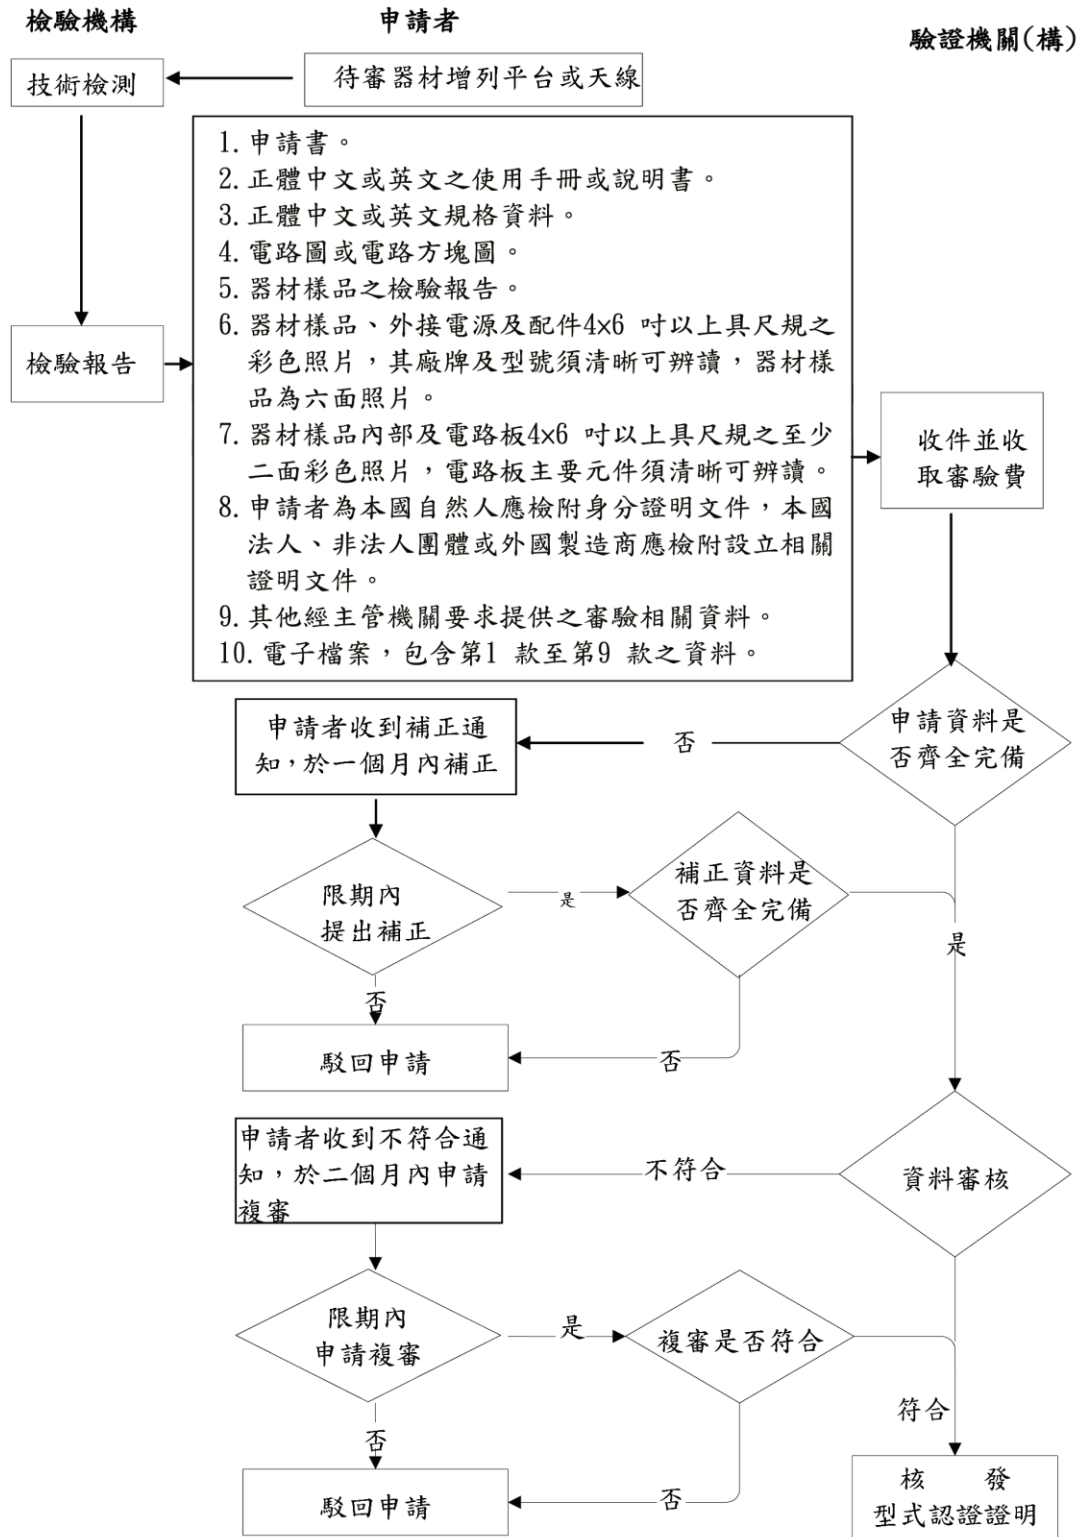 檢驗機構
申請者
驗證機關(構)
技術檢測
待審器材增列平台或天線
1.申請書。
2.正體中文或英文之使用手冊或說明書。
3.正體中文或英文規格資料。
4.電路圖或電路方塊圖。
5.器材樣品之檢驗報告。
6.器材樣品、外接電源及配件4x6 吋以上具尺規之
彩色照片，其廠牌及型號須清晰可辨讀，器材樣
品為六面照片。
7.器材樣品內部及電路板4x6 吋以上具尺規之至少
二面彩色照片，電路板主要元件須清晰可辨讀。
8.申請者為本國自然人應檢附身分證明文件，本國
法人、非法人團體或外國製造商應檢附設立相關
證明文件。
9.其他經主管機關要求提供之審驗相關資料。
10.電子檔案，包含第1 款至第9 款之資料。
檢驗報告
收件並收
取審驗費
申請資料是
否齊全完備
否
申請者收到補正通
知，於一個月內補正
限期內
提出補正
是
補正資料是
否齊全完備
是
否
駁回申請
否
申請者收到不符合通
知，於二個月內申請
複審
不符合
資料審核
限期內
申請複審
是
複審是否符合
符合
否
駁回申請
否
核 發
型式認證證明